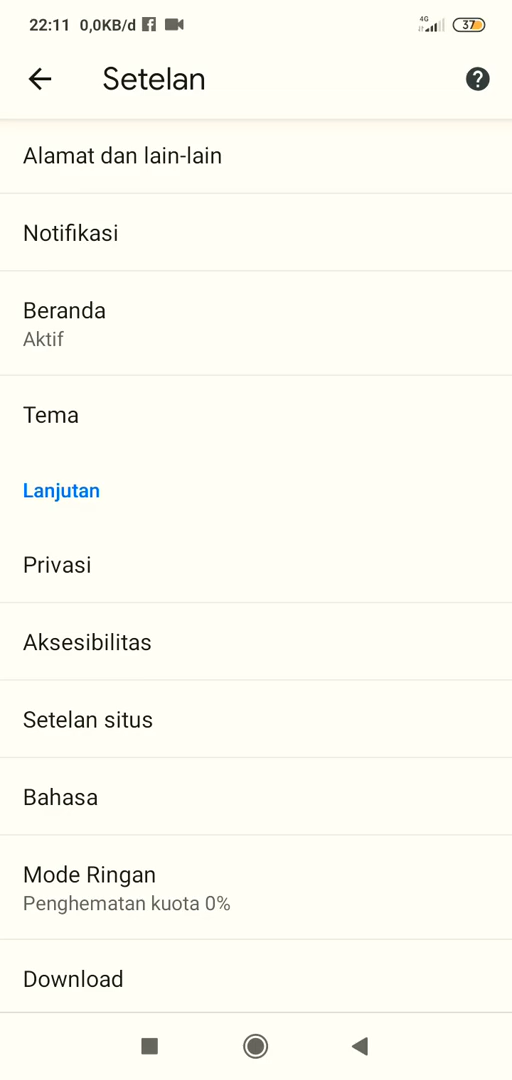 22:11 0,0KB/d
4G
37
Setelan
Alamat dan lain-lain
Notifikasi
Beranda
Aktif
Tema
Lanjutan
Privasi
Aksesibilitas
Setelan situs
Bahasa
Mode Ringan
Penghematan kuota 0%
Download